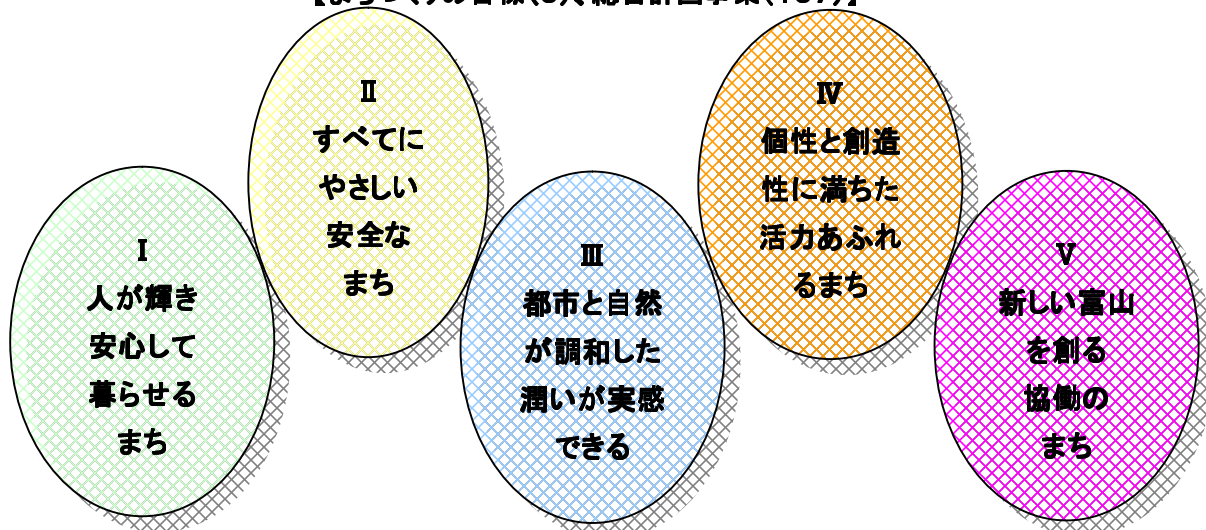 Ⅰ
人が輝き
安心して
暮らせる
まち
Ⅱ
すべてに
やさしい
安全な
まち
Ⅲ
都市と自然
が調和した
潤いが実感
できる
Ⅳ
個性と創造
性に満ちた
活力あふれ
るまち
Ⅴ
新しい富山
を創る
協働の
まち